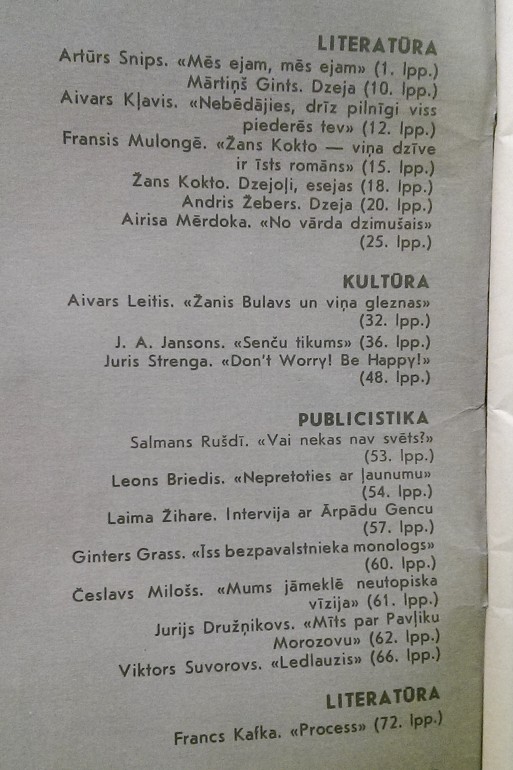 LITERATŪRA
Artūrs Snips. «Mēs ejam, mēs ejam» (1. lpp.)
Mārtiņš Gints. Dzeja (10. lpp.)
Aivars Kļavis. «Nebēdājies, drīz pilnīgi viss
piederēs tev» (12. lpp.)
Fransis Mulongē. «Žans Kokto — viņa dzīve
ir īsts romāns» (15. lpp.)
Žans Kokto. Dzejoļi, esejas (18. lpp.)
Andris Žebers. Dzeja (20. lpp.)
Airisa Mērdoka. «No vārda dzimušais»
(25. lpp.)
KULTŪRA
Aivars Leitis. «Žanis Bulavs un viņa gleznas»
(32. lpp.)
J. A. Jansons. «Senču tikums» (36. lpp.)
Juris Strenga. «Don't Worry! Be Happy!»
(48. lpp.)
PUBLICISTIKA
Salmans Rušdī. «Vai nekas nav svēts?»
(53. lpp.)
Leons Briedis. «Nepretoties ar ļaunumu»
(54. lpp.)
Laima Žihare. Intervija ar Ārpādu Gencu
(57. lpp.)
Ginters Grass. «Īss bezpavalstnieka monologs»
(60. lpp.)
Česlavs Milošs. «Mums jāmeklē neutopiska
vīzija» (61. lpp.)
Jurijs Družņikovs. «Mīts par Pavļiku
Morozovu» (62. lpp.)
Viktors Suvorovs. «Ledlauzis» (66. lpp.)
LITERATŪRA
Francs Kafka. «Process» (72. lpp.)